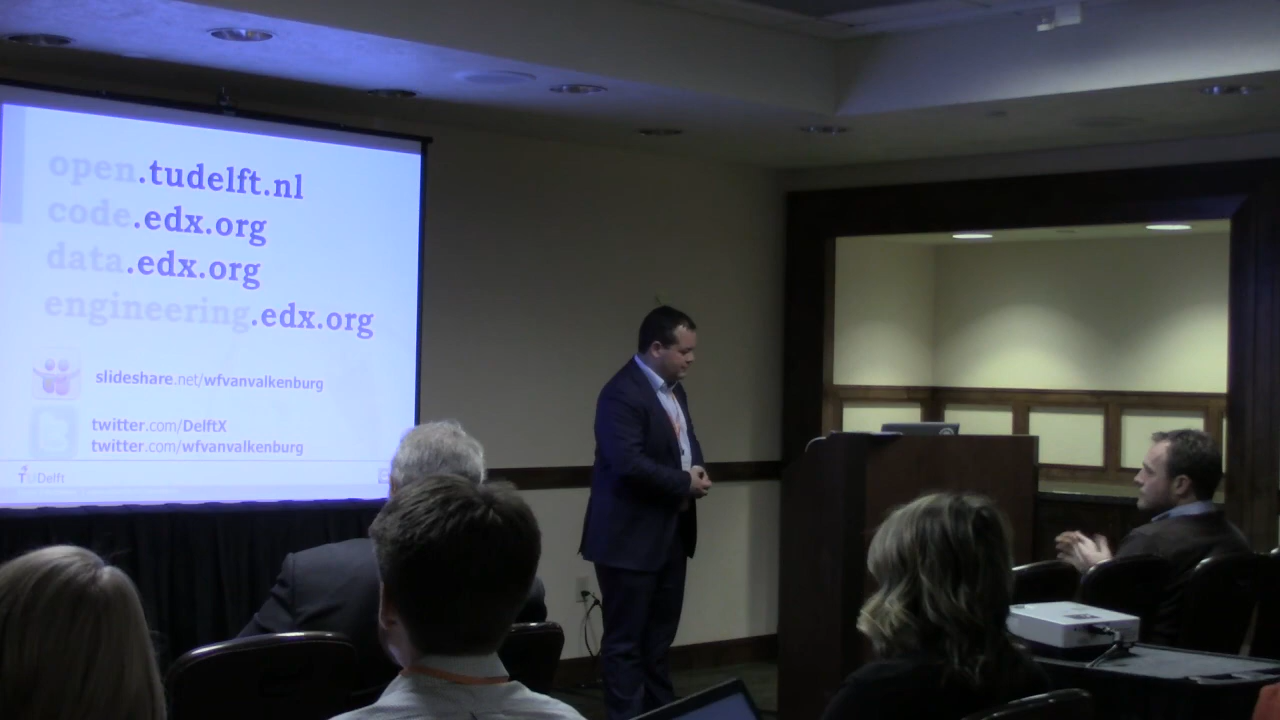 open.tudelft.nl
code.edx.org
data.edx.org
engineering.edx.org
slideshare.net/wfvanvalkenburg
twitter.com/DelftX
twitter.com/wfvanvalkenburg
TUDelft